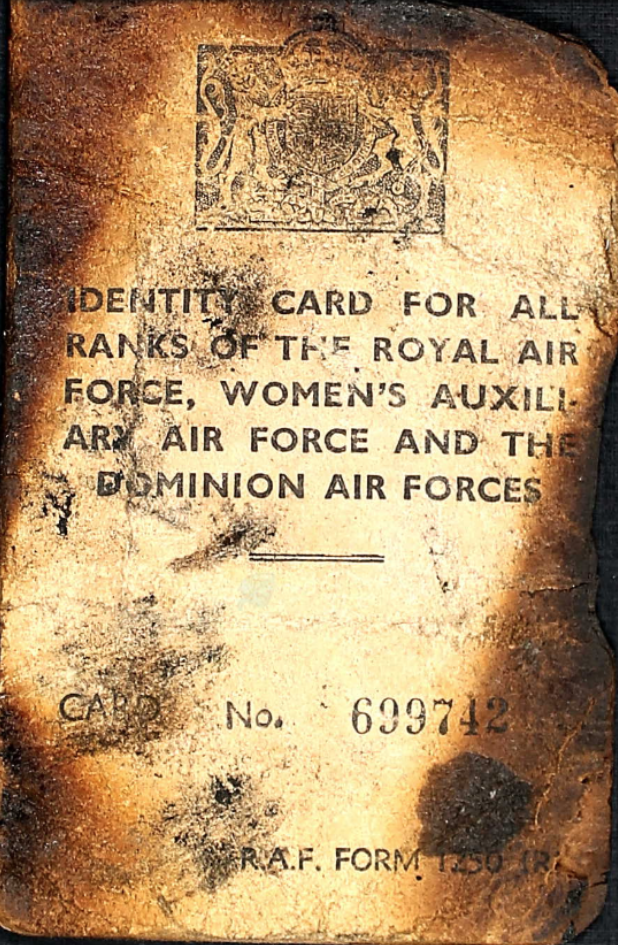 IDENTITY CARD FOR ALL
RANKS OF THE ROYAL AIR
FORCE, WOMEN'S AUXILI-
ARY AIR FORCE AND THE
DOMINION AIR FORCES
CARD No. 699742
R.A.F. FORM 1250 (R)